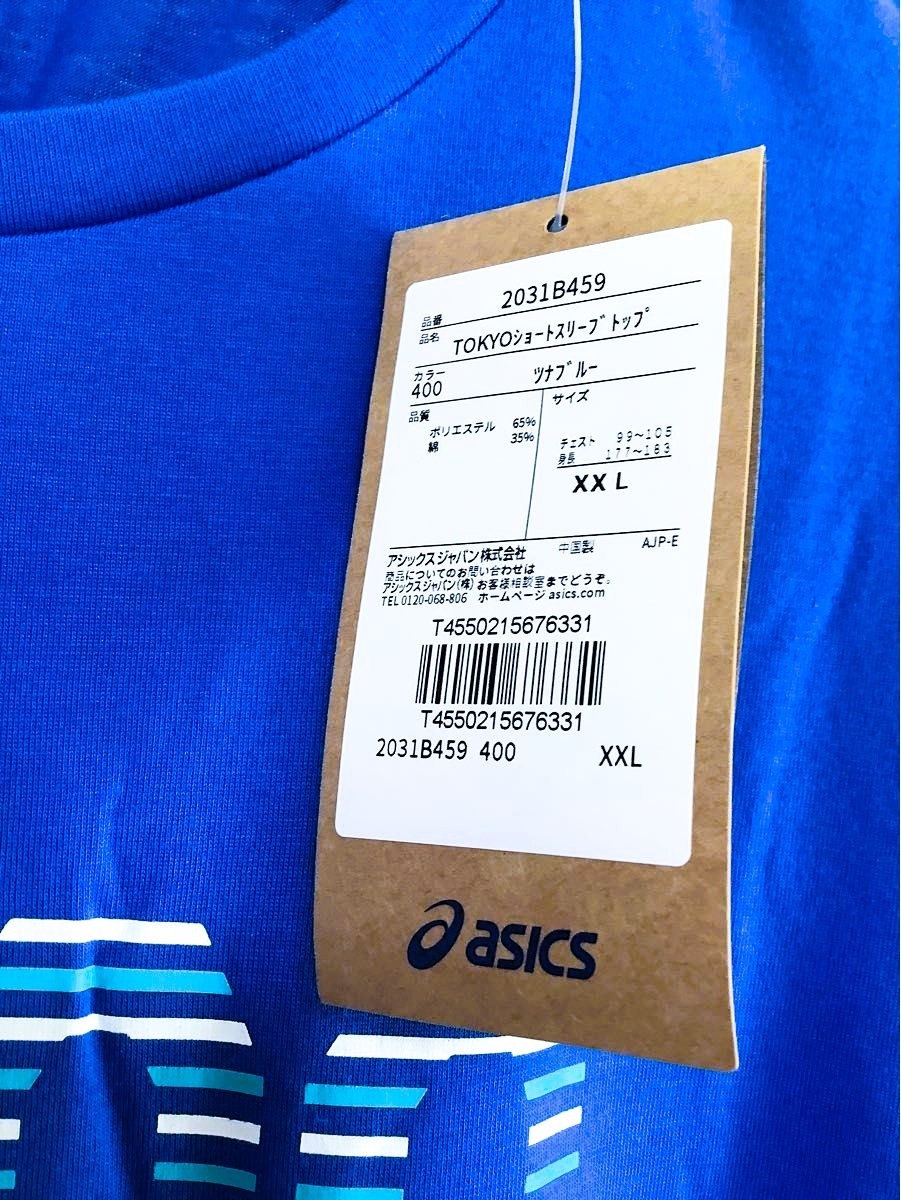 品番 2031B459
品名 TOKYOｼｮｰﾄｽﾘｰﾌﾞﾄｯﾌﾟ
カラー
400 ﾂﾅﾌﾞﾙｰ
品質
ポリエステル 65%
綿 35%
サイズ
チェスト 99～105
身長 177～183
XXL
アシックスジャパン株式会社 中国製 AJP-E
商品についてのお問い合わせは
アシックスジャパン(株)お客様相談室までどうぞ。
TEL 0120-068-806 ホームページ asics.com
T4550215676331
T4550215676331
2031B459 400 XXL
asics